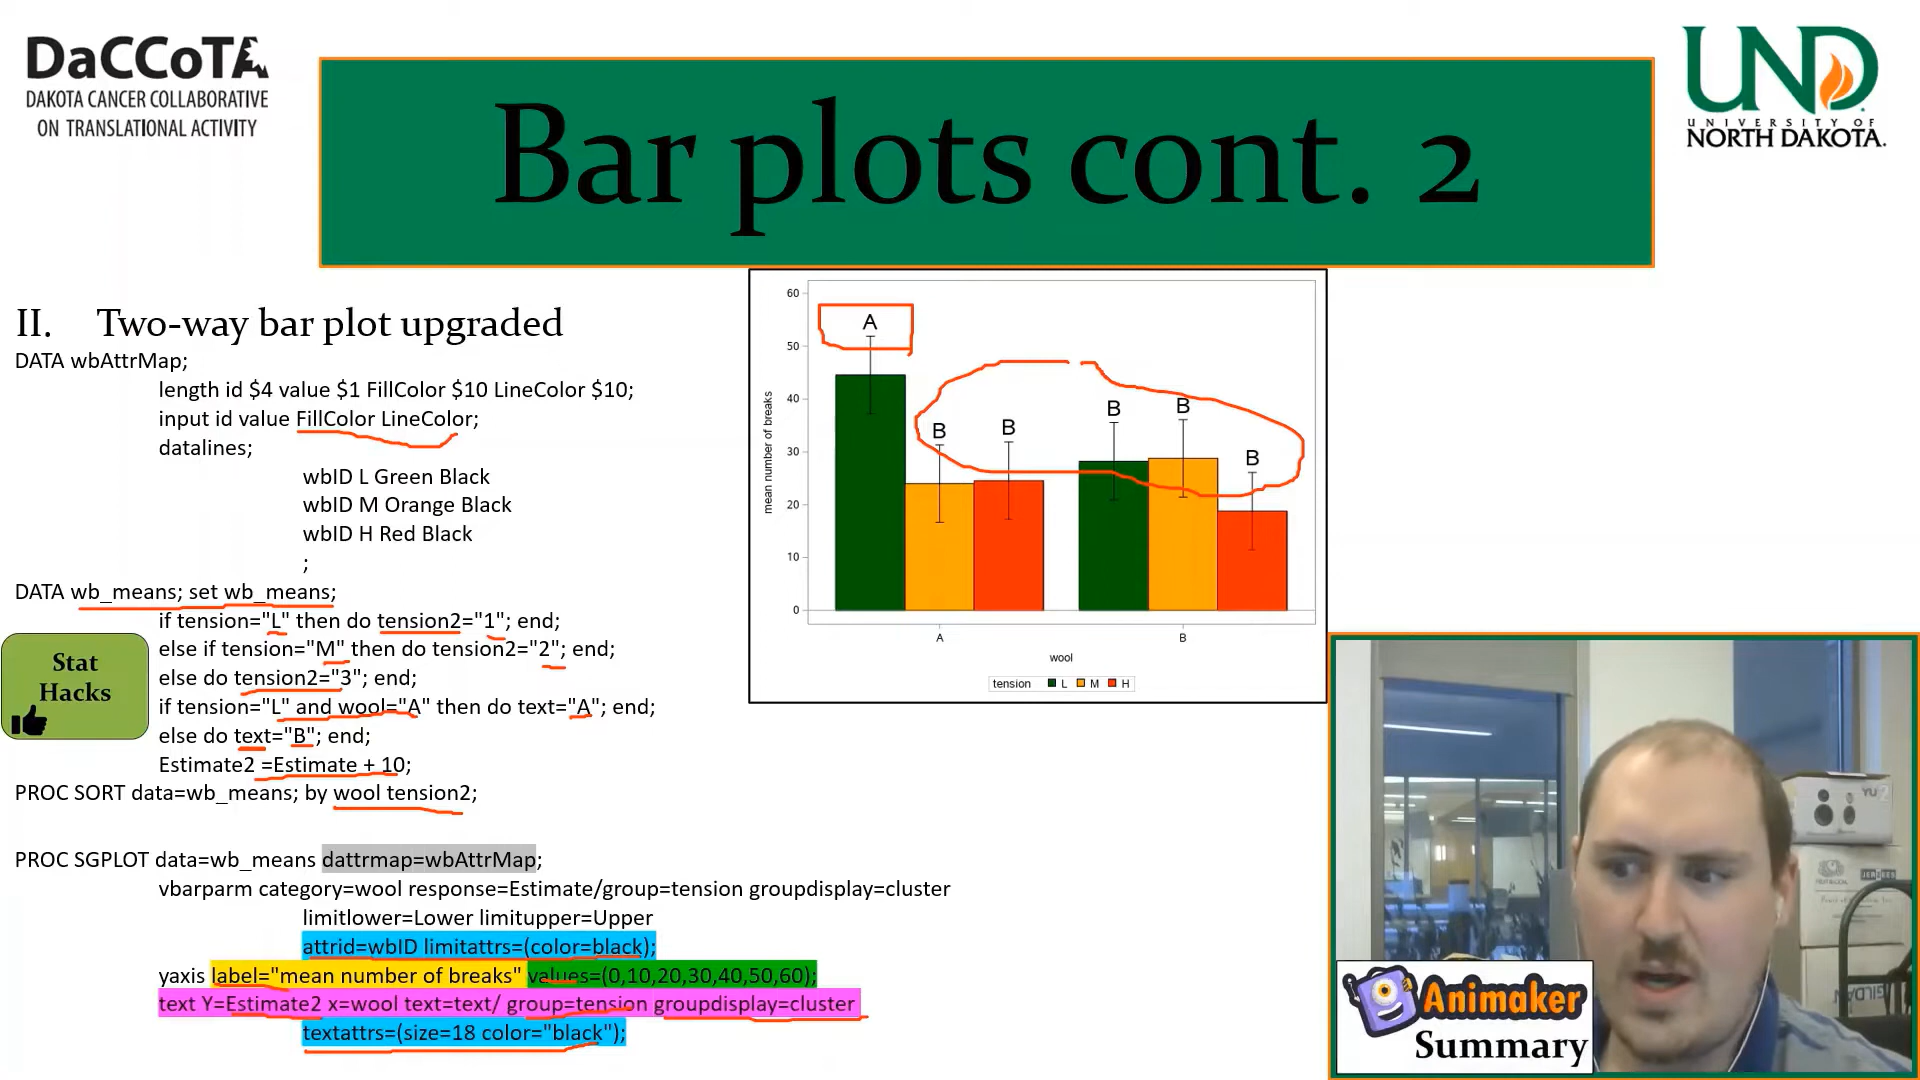 DaCCoTA
DAKOTA CANCER COLLABORATIVE
ON TRANSLATIONAL ACTIVITY
Bar plots cont. 2
UND
UNIVERSITY OF
NORTH DAKOTA.
II. Two-way bar plot upgraded
DATA wbAttrMap;
length id $4 value $1 FillColor $10 LineColor $10;
input id value FillColor LineColor;
datalines;
wbID L Green Black
wbID M Orange Black
wbID H Red Black
;
DATA wb_means; set wb_means;
if tension="L" then do tension2="1"; end;
else if tension="M" then do tension2="2"; end;
else do tension2="3"; end;
if tension="L" and wool="A" then do text="A"; end;
else do text="B"; end;
Estimate2 =Estimate + 10;
PROC SORT data=wb_means; by wool tension2;
PROC SGPLOT data=wb_means dattrmap=wbAttrMap;
vbarparm category=wool response=Estimate/group=tension groupdisplay=cluster
limitlower=Lower limitupper=Upper
attrid=wbID limitattrs=(color=black);
yaxis label="mean number of breaks" values=(0,10,20,30,40,50,60);
text Y=Estimate2 x=wool text=text/ group=tension groupdisplay=cluster
textattrs=(size=18 color="black");
Stat
Hacks
60
50
40
30
20
10
0
mean number of breaks
A
B
B
B
B
B
A
B
wool
tension L M H
YU
JERZEES
Animaker
Summary